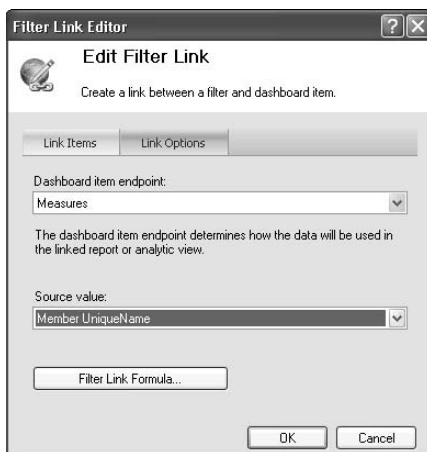 Filter Link Editor
Edit Filter Link
Create a link between a filter and dashboard item.
Link Items
Link Options
Dashboard item endpoint:
Measures
The dashboard item endpoint determines how the data will be used in
the linked report or analytic view.
Source value:
Member UniqueName
Filter Link Formula...
OK
Cancel